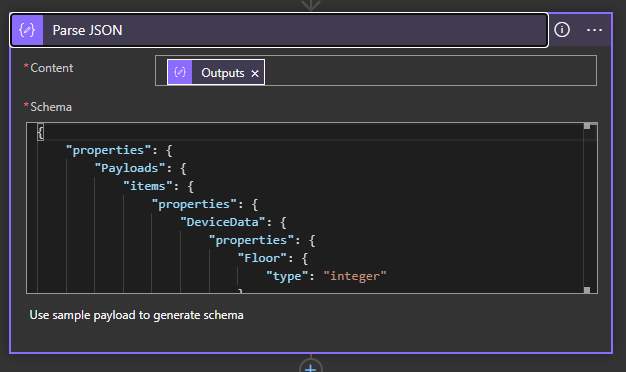 Parse JSON
*Content
Outputs ×
*Schema
{
"properties": {
"Payloads": {
"items": {
"properties": {
"DeviceData": {
"properties": {
"Floor": {
"type": "integer"
}
Use sample payload to generate schema